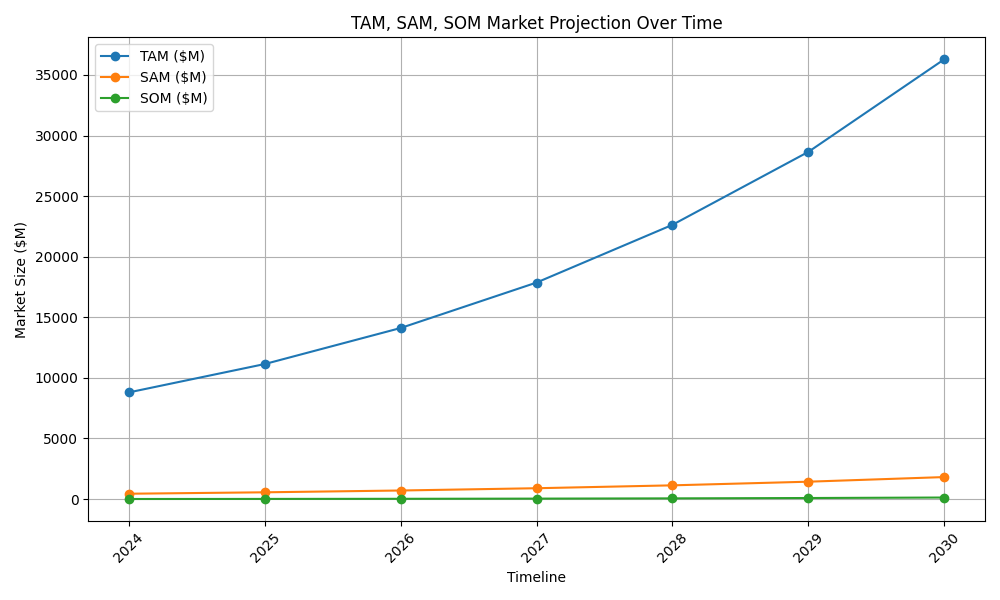 TAM, SAM, SOM Market Projection Over Time
TAM ($M)
SAM ($M)
SOM ($M)
Market Size ($M)
35000
30000
25000
20000
15000
10000
5000
0
2024
2025
2026
2027
2028
2029
2030
Timeline